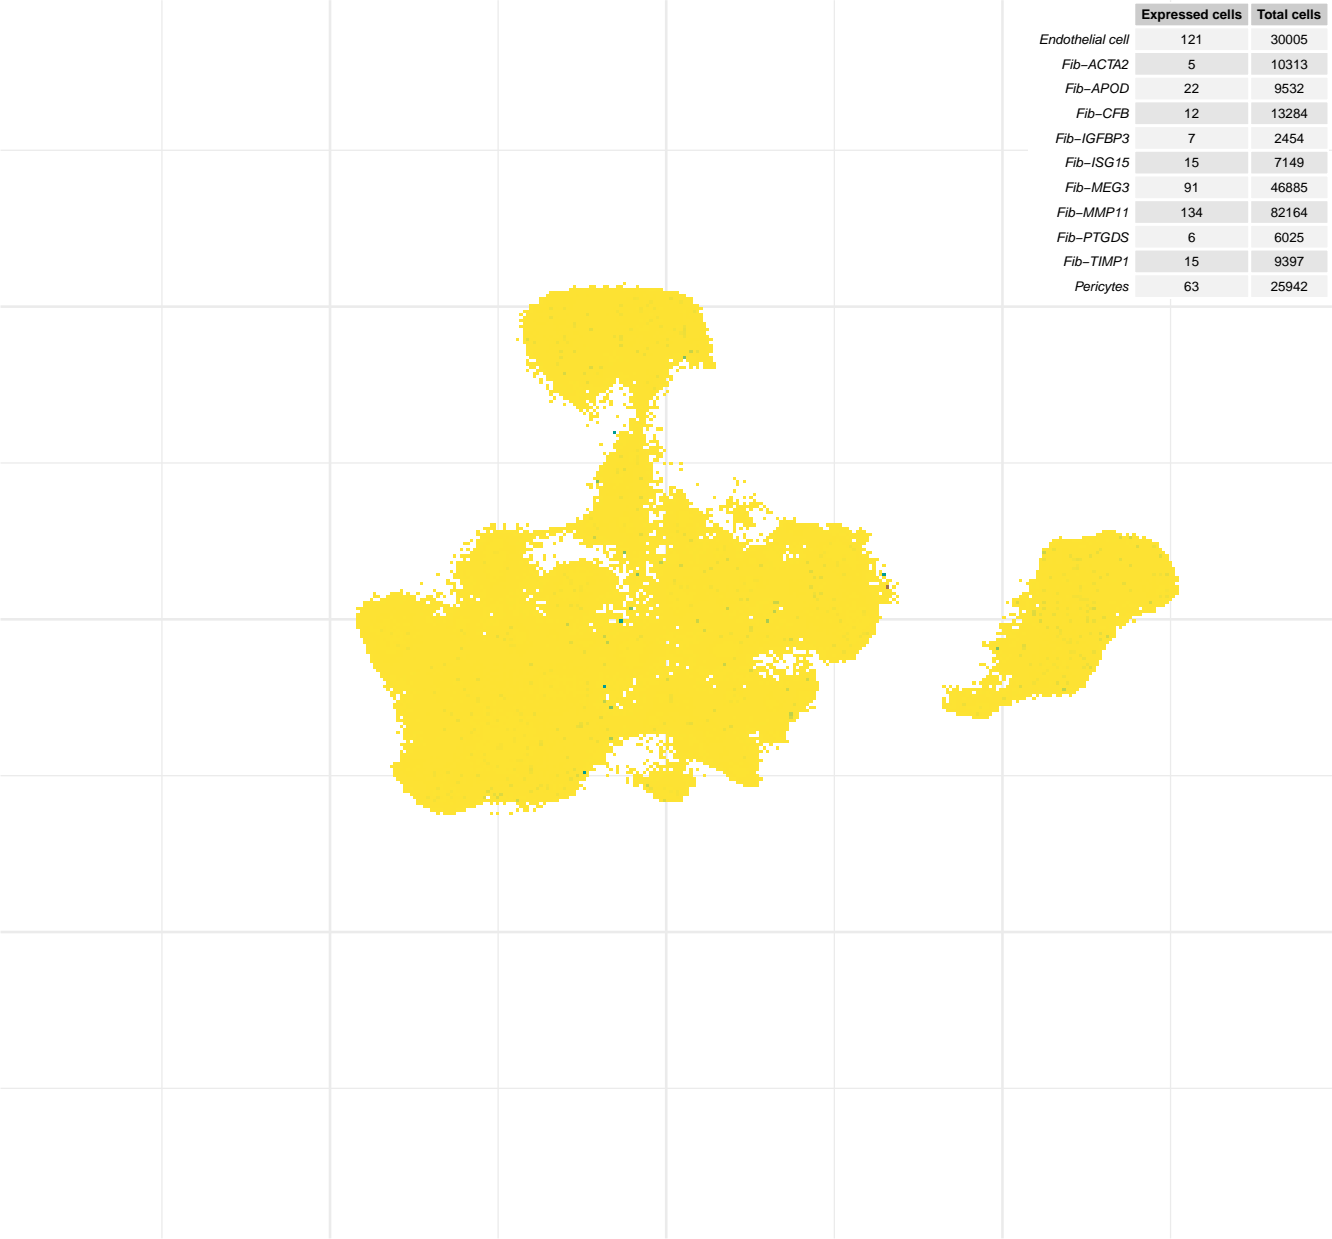 Expressed cells Total cells
Endothelial cell 121 30005
Fib−ACTA2 5 10313
Fib−APOD 22 9532
Fib−CFB 12 13284
Fib−IGFBP3 7 2454
Fib−ISG15 15 7149
Fib−MEG3 91 46885
Fib−MMP11 134 82164
Fib−PTGDS 6 6025
Fib−TIMP1 15 9397
Pericytes 63 25942